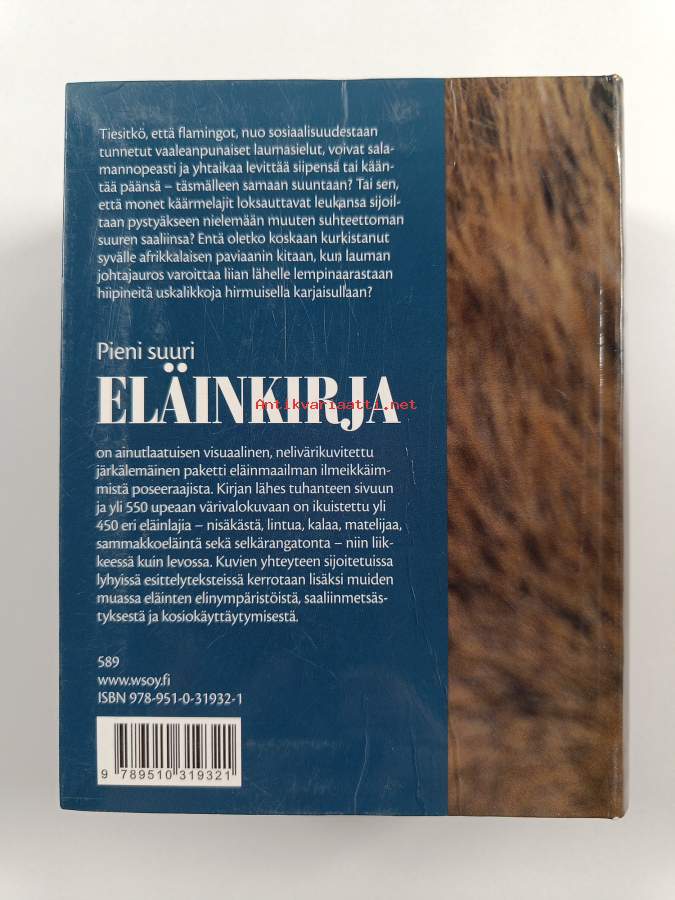 Tiesitkö, että flamingot, nuo sosiaalisuudestaan
tunnetut vaaleanpunaiset laumasielut, voivat sala-
mannopeasti ja yhtaikaa levittää siipensä tai kään-
tää päänsä – täsmälleen samaan suuntaan? Tai sen,
että monet käärmelajit loksauttavat leukansa sijoil-
taan pystyäkseen nielemään muuten suhteettoman
suuren saaliinsa? Entä oletko koskaan kurkistanut
syvälle afrikkalaisen paviaanin kitaan, kun lauman
johtajauros varoittaa liian lähelle lempinaarastaan
hiipineitä uskalikkoja hirmuisella karjaisullaan?
Pieni suuri
ELÄINKIRJA
Antikvariaatti.net
on ainutlaatuisen visuaalinen, nelivärikuvitettu
järkälemäinen paketti eläinmaailman ilmeikkäim-
mistä poseeraajista. Kirjan lähes tuhanteen sivuun
ja yli 550 upeaan värivalokuvaan on ikuistettu yli
450 eri eläinlajia – nisäkästä, lintua, kalaa, matelijaa,
sammakkoeläintä sekä selkärangatonta – niin liik-
keessä kuin levossa. Kuvien yhteyteen sijoitetuissa
lyhyissä esittelyteksteissä kerrotaan lisäksi muiden
muassa eläinten elinympäristöistä, saaliinmetsäs-
tyksestä ja kosiokäyttäytymisestä.
589
www.wsoy.fi
ISBN 978-951-0-31932-1
9 789510 319321